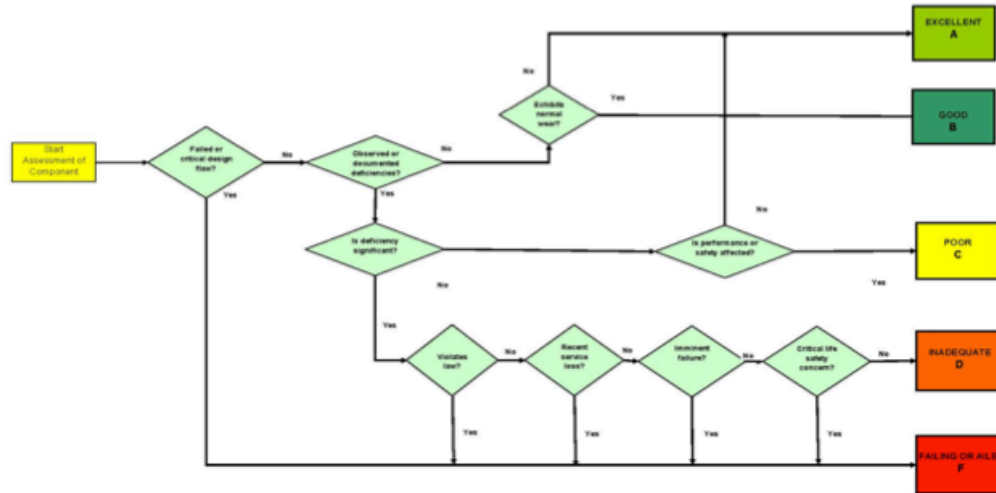 EXCELLENT
A
No
Exhibits
normal
wear?
Yes
GOOD
B
Start
Assessment of
Component
Failed or
critical design
flaw?
No
Observed or
documented
deficiencies?
No
Yes
Yes
Is deficiency
significant?
No
Is performance or
safety affected?
No
Yes
POOR
C
Yes
Violates
law?
No
Recent
service
loss?
No
Imminent
failure?
No
Critical life
safety
concern?
No
INADEQUATE
D
Yes
Yes
Yes
Yes
FAILING OR AILE
F